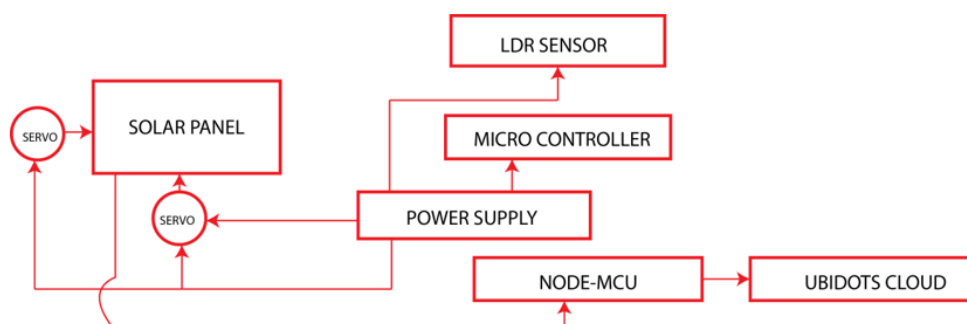 LDR SENSOR
SOLAR PANEL
SERVO
MICRO CONTROLLER
SERVO
POWER SUPPLY
NODE-MCU
UBIDOTS CLOUD